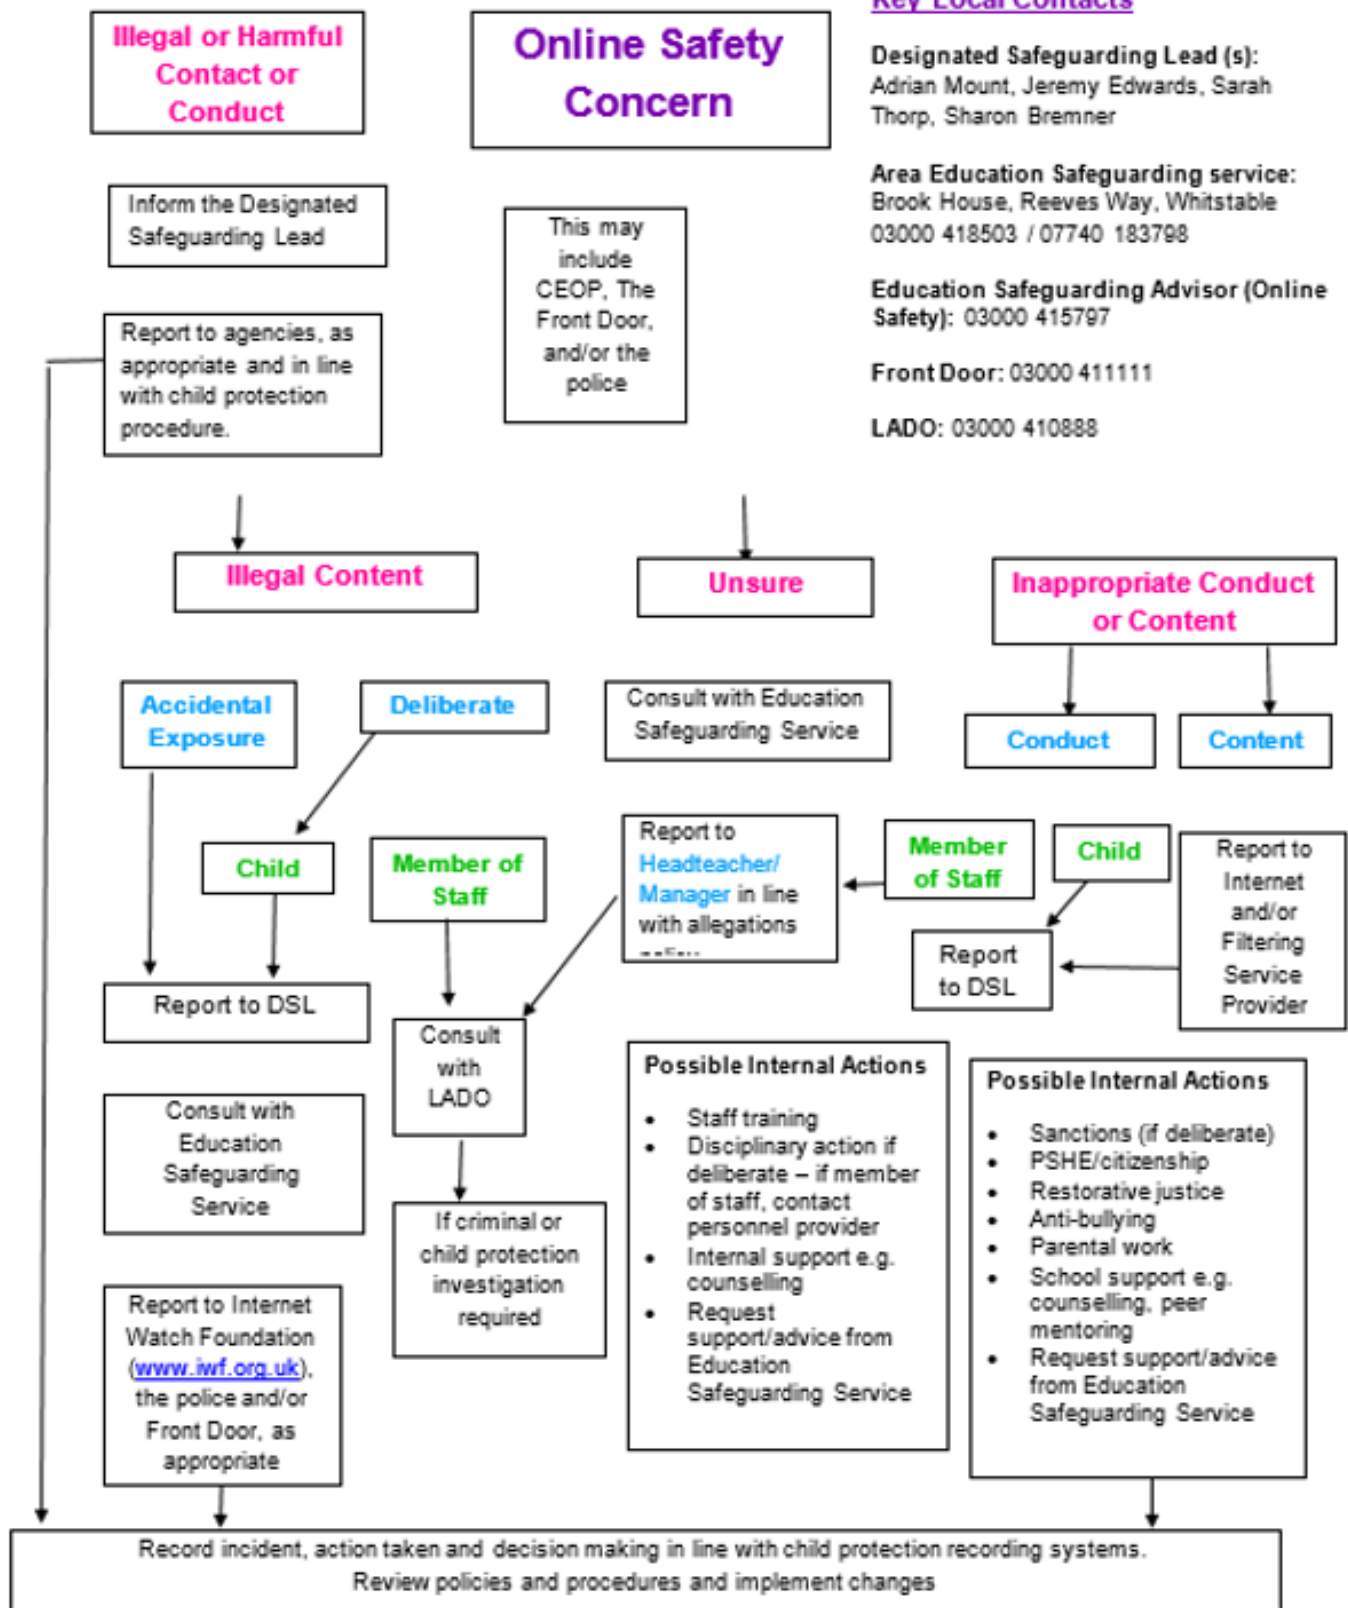 Key Local Contacts
Illegal or Harmful
Contact or
Conduct
Online Safety
Concern
Designated Safeguarding Lead (s):
Adrian Mount, Jeremy Edwards, Sarah
Thorp, Sharon Bremner
Area Education Safeguarding service:
Brook House, Reeves Way, Whitstable
03000 418503 / 07740 183798
Education Safeguarding Advisor (Online
Safety): 03000 415797
Front Door: 03000 411111
LADO: 03000 410888
Inform the Designated
Safeguarding Lead
This may
include
CEOP, The
Front Door,
and/or the
police
Report to agencies, as
appropriate and in line
with child protection
procedure.
Illegal Content
Unsure
Inappropriate Conduct
or Content
Accidental
Exposure
Deliberate
Consult with Education
Safeguarding Service
Conduct
Content
Child
Member of
Staff
Report to
Headteacher/
Manager in line
with allegations
Member
of Staff
Child
Report to
Internet
and/or
Filtering
Service
Provider
Report
to DSL
Report to DSL
Consult
with
LADO
Consult with
Education
Safeguarding
Service
If criminal or
child protection
investigation
required
Report to Internet
Watch Foundation
(www.iwf.org.uk),
the police and/or
Front Door, as
appropriate
Possible Internal Actions
• Staff training
• Disciplinary action if
deliberate – if member
of staff, contact
personnel provider
• Internal support e.g.
counselling
• Request
support/advice from
Education
Safeguarding Service
Possible Internal Actions
• Sanctions (if deliberate)
• PSHE/citizenship
• Restorative justice
• Anti-bullying
• Parental work
• School support e.g.
counselling, peer
mentoring
• Request support/advice
from Education
Safeguarding Service
Record incident, action taken and decision making in line with child protection recording systems.
Review policies and procedures and implement changes